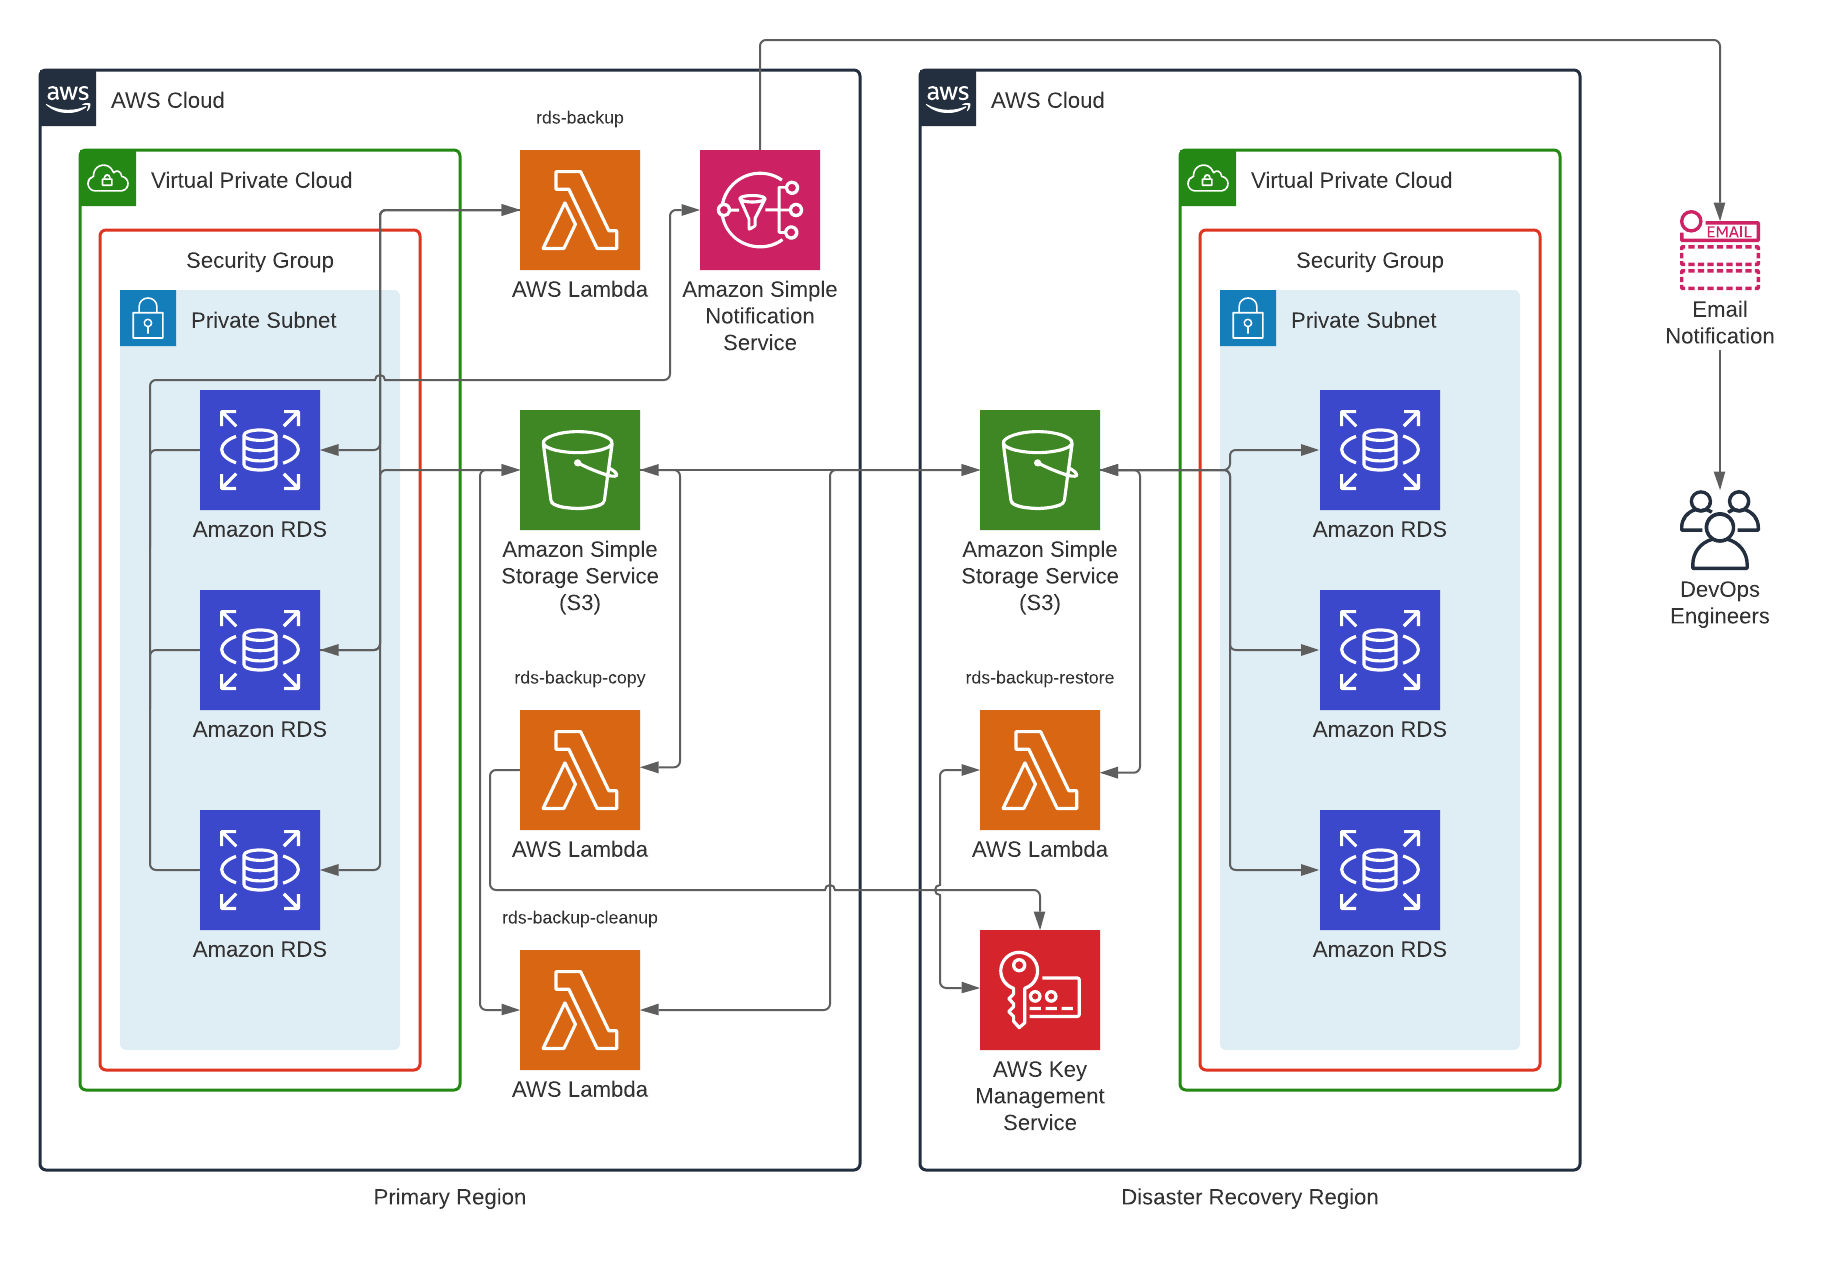 aws
AWS Cloud
rds-backup
Virtual Private Cloud
Security Group
Private Subnet
AWS Lambda
Amazon Simple
Notification
Service
Amazon RDS
Amazon RDS
Amazon RDS
Amazon Simple
Storage Service
(S3)
rds-backup-copy
AWS Lambda
rds-backup-cleanup
AWS Lambda
Primary Region
aws
AWS Cloud
Virtual Private Cloud
Security Group
Private Subnet
Amazon Simple
Storage Service
(S3)
rds-backup-restore
AWS Lambda
AWS Key
Management
Service
Amazon RDS
Amazon RDS
Amazon RDS
Disaster Recovery Region
EMAIL
Email
Notification
DevOps
Engineers